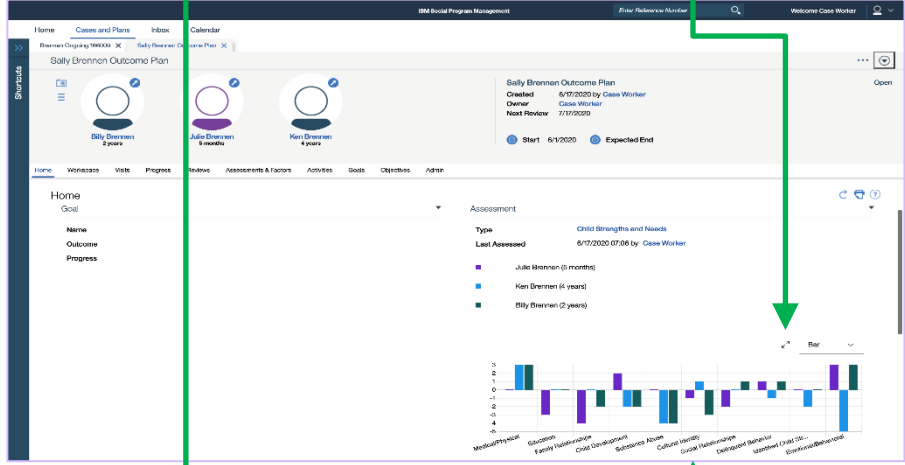 IBM Social Program Management
Enter Reference Number
Welcome Case Worker
Home Cases and Plans Inbox Calendar
Brennen Ongoing 166009 X Sally Brennen Outcome Plan X
Shortcuts
Sally Brennen Outcome Plan
Open
Billy Brennen
2 years
Julie Brennen
5 months
Ken Brennen
4 years
Sally Brennen Outcome Plan
Created 6/17/2020 by Case Worker
Owner Case Worker
Next Review 7/17/2020
Start 6/1/2020 Expected End
Home Workspace Visits Progress Reviews Assessments & Factors Activities Goals Objectives Admin
Home
Goal
Name
Outcome
Progress
Assessment
Type Child Strengths and Needs
Last Assessed 6/17/2020 07:06 by Case Worker
Julie Brennen (5 months)
Ken Brennen (4 years)
Billy Brennen (2 years)
Bar
3
2
1
0
-1
-2
-3
-4
-5
Medical/Physical
Education
Family Relationships
Child Development
Substance Abuse
Cultural Identity
Social Relationships
Delinquent Behavior
Identified Child Str...
Emotional/Behavioral